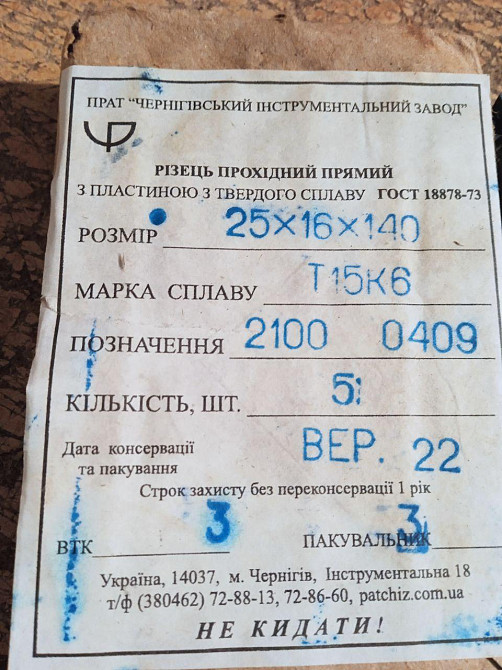 ПРАТ "ЧЕРНІГІВСЬКИЙ ІНСТРУМЕНТАЛЬНИЙ ЗАВОД"
РІЗЕЦЬ ПРОХІДНИЙ ПРЯМИЙ
З ПЛАСТИНОЮ З ТВЕРДОГО СПЛАВУ ГОСТ 18878-73
РОЗМІР 25×16×140
МАРКА СПЛАВУ Т15К6
ПОЗНАЧЕННЯ 2100 0409
КІЛЬКІСТЬ, ШТ. 5
Дата консервації
та пакування ВЕР. 22
Строк захисту без переконсервації 1 рік
ВТК 3 ПАКУВАЛЬНИК 3
Україна, 14037, м. Чернігів, Інструментальна 18
т/ф (380462) 72-88-13, 72-86-60, patchiz.com.ua
НЕ КИДАТИ!